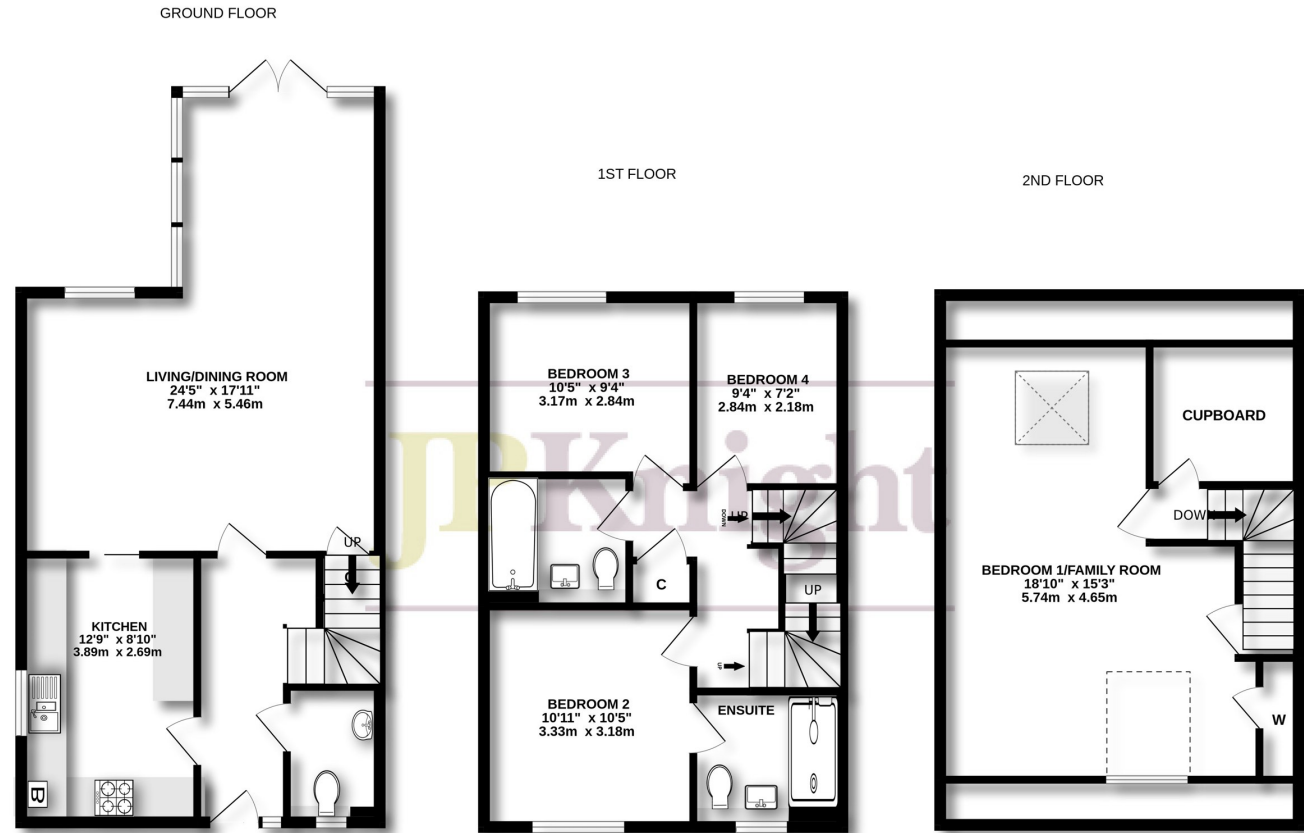 GROUND FLOOR
LIVING/DINING ROOM
24'5" x 17'11"
7.44m x 5.46m
UP
KITCHEN
12'9" x 8'10"
3.89m x 2.69m
B
1ST FLOOR
BEDROOM 3
10'5" x 9'4"
3.17m x 2.84m
BEDROOM 4
9'4" x 7'2"
2.84m x 2.18m
JPKnight
DOWN
UP
C
UP
UP
BEDROOM 2
10'11" x 10'5"
3.33m x 3.18m
ENSUITE
2ND FLOOR
CUPBOARD
DOWN
BEDROOM 1/FAMILY ROOM
18'10" x 15'3"
5.74m x 4.65m
W